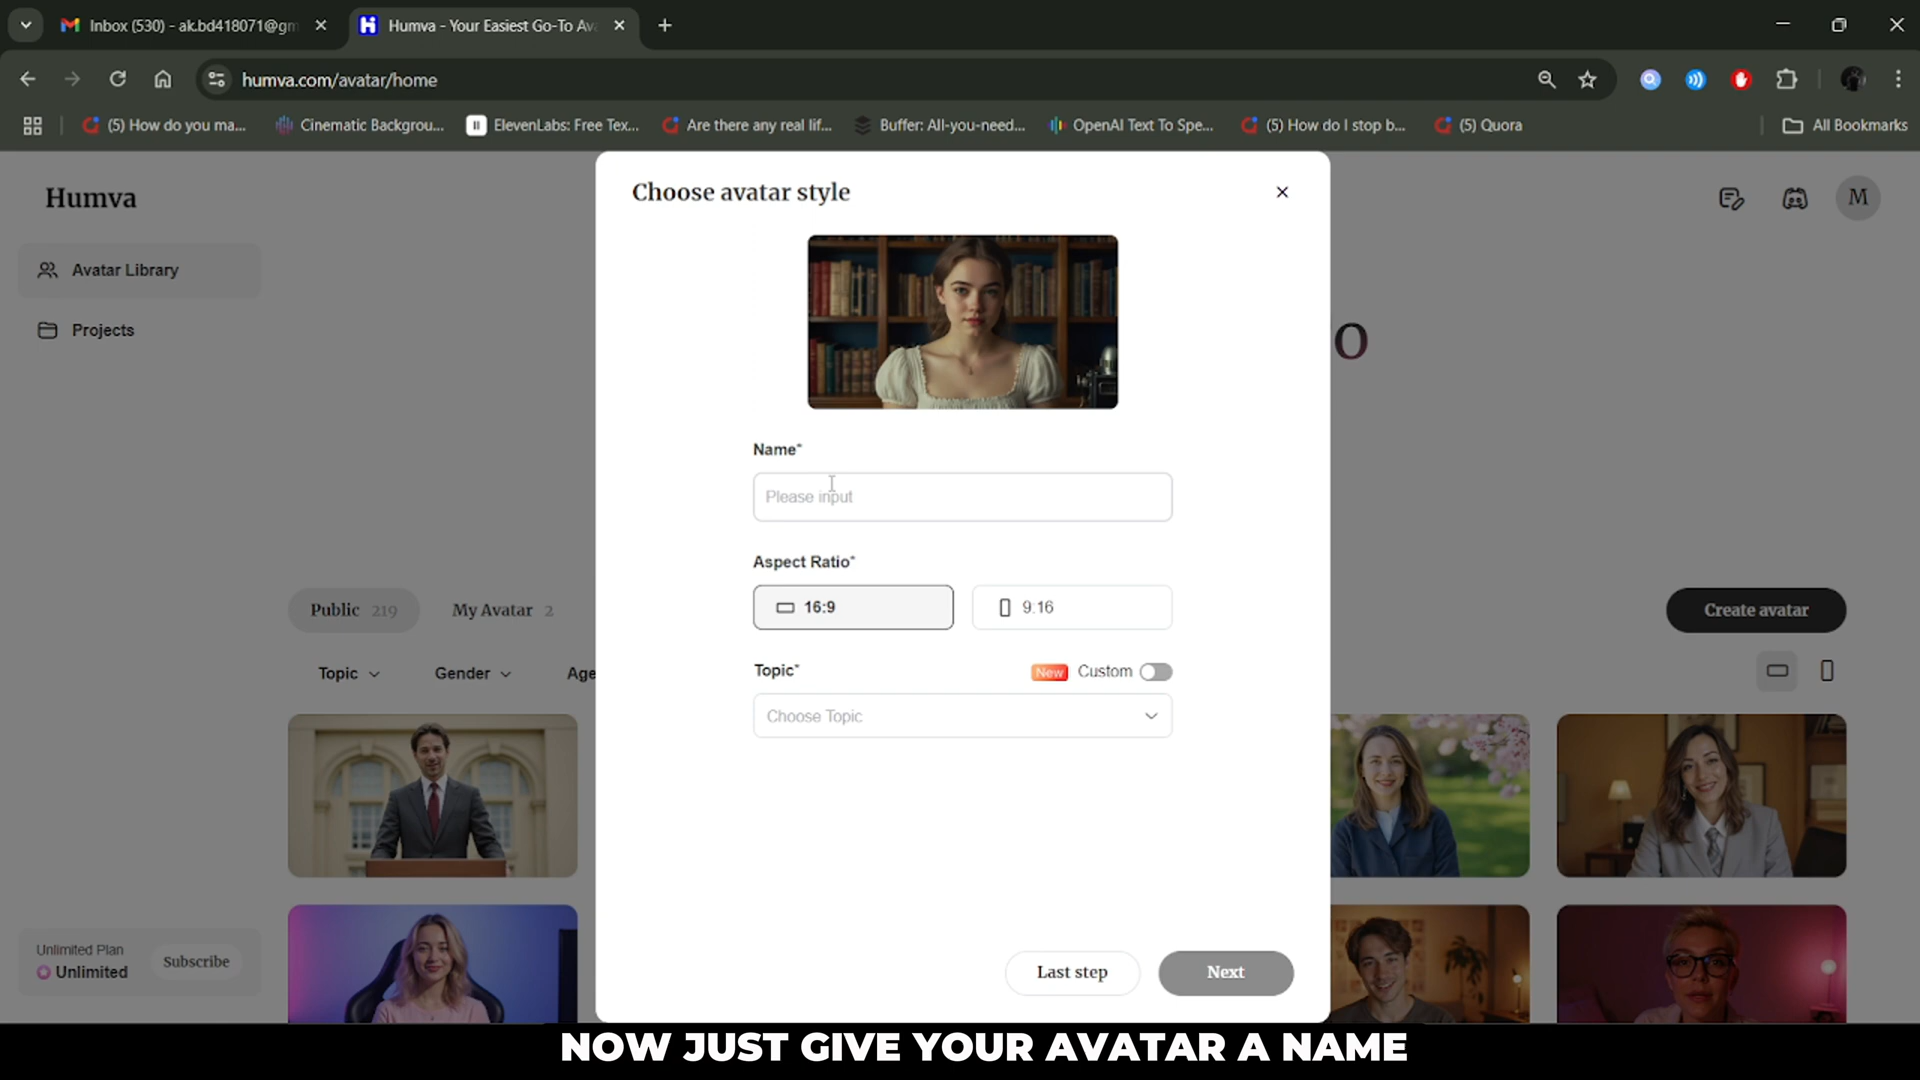 Inbox (530) - ak.bd418071@gm
Humva - Your Easiest Go-To Av
humva.com/avatar/home
(5) How do you ma...
Cinematic Backgrou...
ElevenLabs: Free Tex...
Are there any real lif...
Buffer: All-you-need...
OpenAI Text To Spe...
(5) How do I stop b...
(5) Quora
All Bookmarks
Humva
M
Avatar Library
Projects
Choose avatar style
Name*
Please input
Aspect Ratio*
16:9
9:16
Topic*
New
Custom
Choose Topic
Last step
Next
o
Public 219
My Avatar 2
Create avatar
Topic
Gender
Age
Unlimited Plan
Unlimited
Subscribe
NOW JUST GIVE YOUR AVATAR A NAME